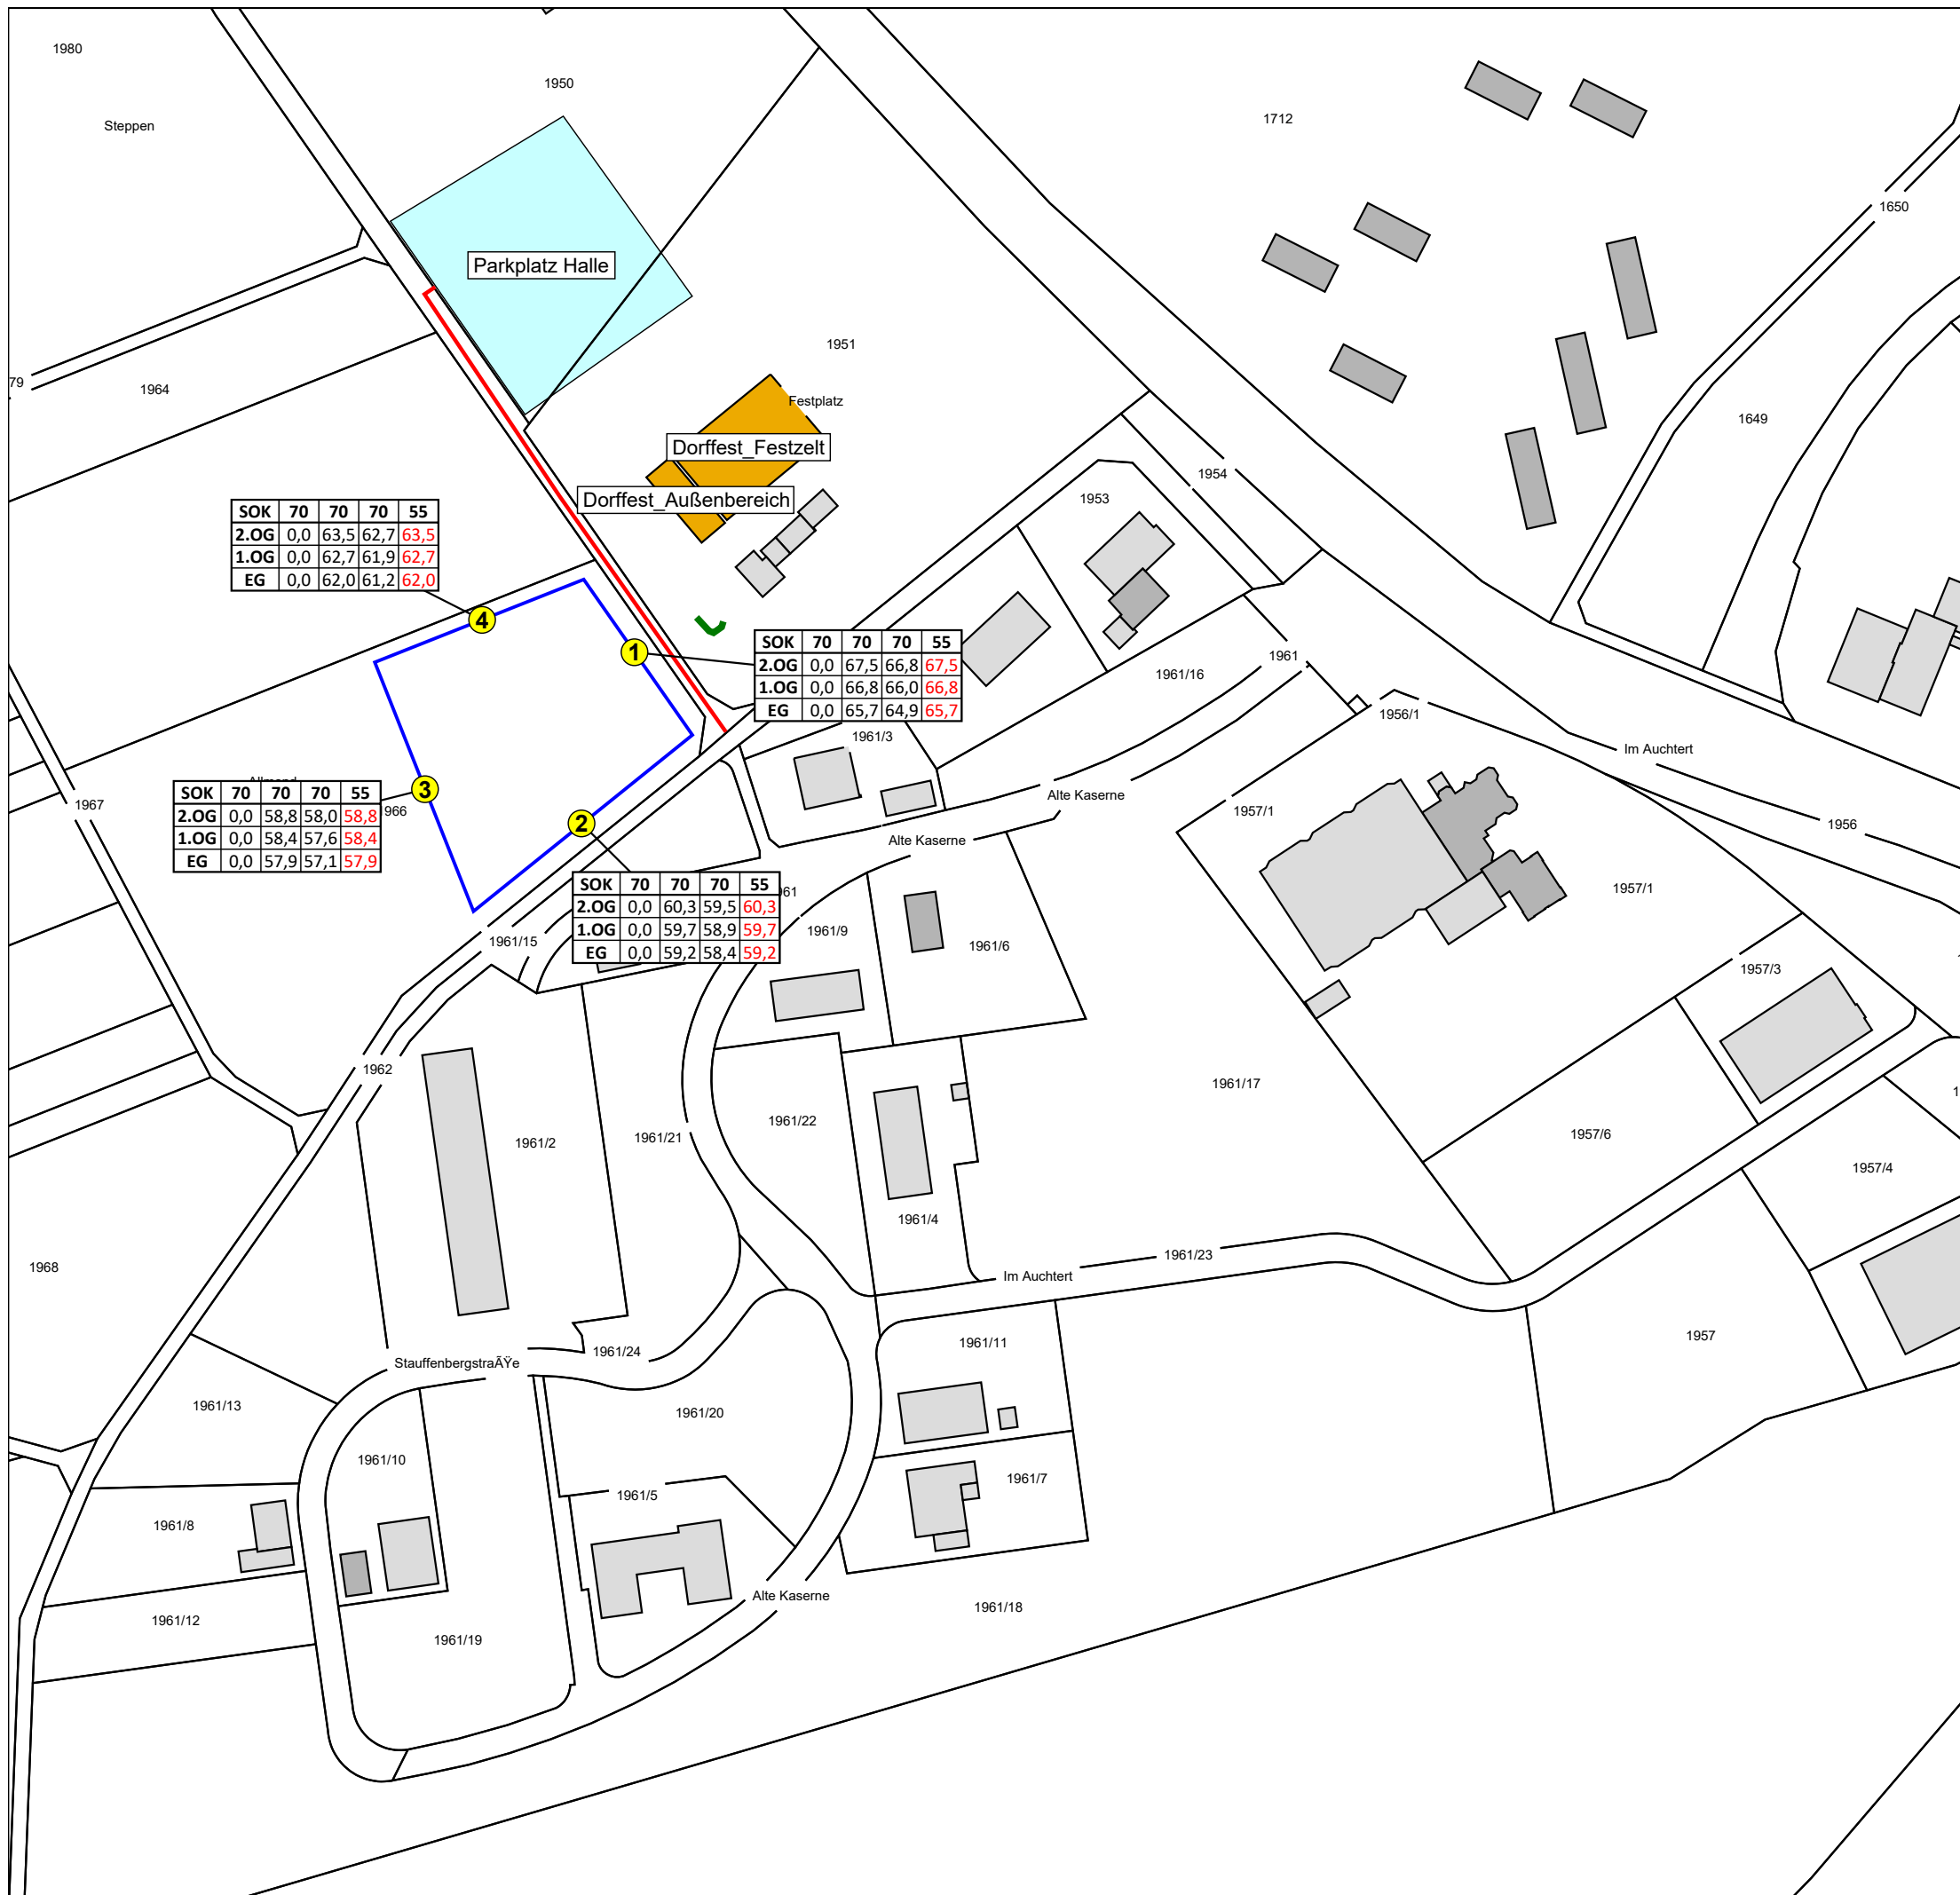 1980
1950
1712
Steppen
1650
Parkplatz Halle
1951
79
1964
Festplatz
1649
Dorffest_Festzelt
Dorffest_Außenbereich
1954
1953
SOK 70 70 70 55
2.OG 0,0 63,5 62,7 63,5
1.OG 0,0 62,7 61,9 62,7
EG 0,0 62,0 61,2 62,0
4
1
SOK 70 70 70 55
2.OG 0,0 67,5 66,8 67,5
1.OG 0,0 66,8 66,0 66,8
EG 0,0 65,7 64,9 65,7
1961
1961/16
1956/1
1961/3
Im Auchtert
3
SOK 70 70 70 55
2.OG 0,0 58,8 58,0 58,8
1.OG 0,0 58,4 57,6 58,4
EG 0,0 57,9 57,1 57,9
966
1967
2
Alte Kaserne
1957/1
1956
Alte Kaserne
SOK 70 70 70 55
2.OG 0,0 60,3 59,5 60,3
1.OG 0,0 59,7 58,9 59,7
EG 0,0 59,2 58,4 59,2
61
1957/1
1961/15
1961/9
1961/6
1957/3
1962
1961/17
1
1961/2
1961/21
1961/22
1957/6
1957/4
1961/4
1968
1961/23
Im Auchtert
1957
1961/11
1961/24
StauffenbergstraÃŸe
1961/13
1961/20
1961/10
1961/7
1961/5
1961/8
Alte Kaserne
1961/18
1961/12
1961/19